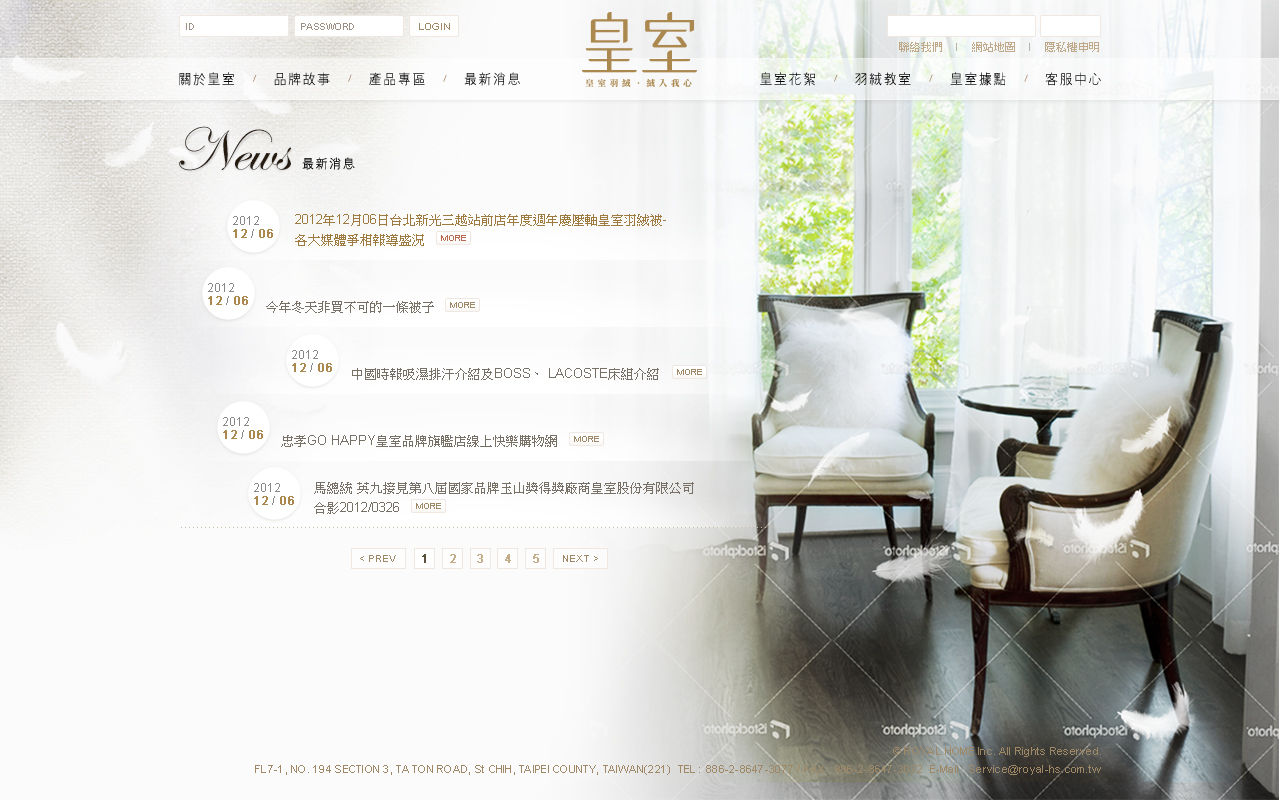 ID PASSWORD LOGIN
皇室
皇室羽絨．絨入我心
聯絡我們 | 網站地圖 | 隱私權申明
關於皇室 / 品牌故事 / 產品專區 / 最新消息
皇室花絮 / 羽絨教室 / 皇室據點 / 客服中心
News 最新消息
2012
12 / 06
2012年12月06日台北新光三越站前店年度週年慶壓軸皇室羽絨被-
各大媒體爭相報導盛況 MORE
2012
12 / 06
今年冬天非買不可的一條被子 MORE
2012
12 / 06
中國時報吸濕排汗介紹及BOSS、 LACOSTE床組介紹 MORE
2012
12 / 06
忠孝GO HAPPY皇室品牌旗艦店線上快樂購物網 MORE
2012
12 / 06
馬總統 英九接見第八屆國家品牌玉山獎得獎廠商皇室股份有限公司
合影2012/0326 MORE
< PREV 1 2 3 4 5 NEXT >
Inc. All Rights Reserved.
FL7-1, NO. 194 SECTION 3, TA TON ROAD, St CHIH, TAIPEI COUNTY, TAIWAN(221) TEL : 886-2-8647- service@royal-hs.com.tw
iStockphoto